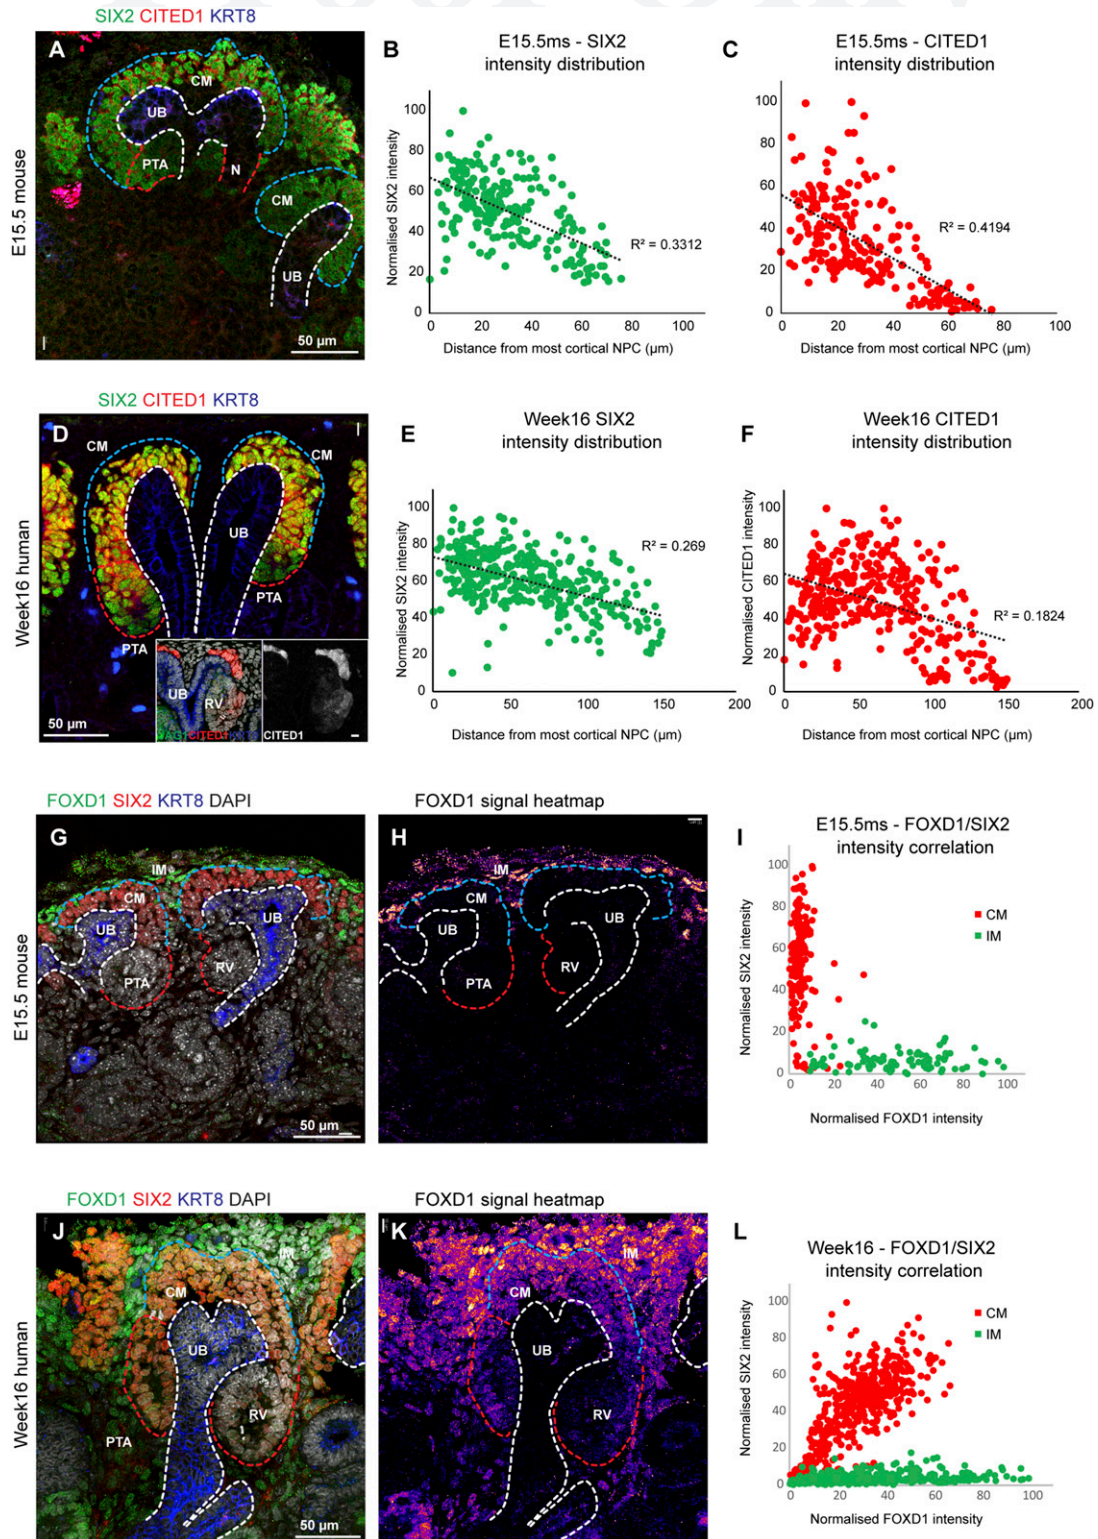 SIX2 CITED1 KRT8
A
CM
UB
PTA
N
CM
UB
50 µm
E15.5 mouse
B
E15.5ms - SIX2
intensity distribution
Normalised SIX2 intensity
100
80
60
40
20
0
R² = 0.3312
0 20 40 60 80 100
Distance from most cortical NPC (µm)
C
E15.5ms - CITED1
intensity distribution
100
80
60
40
20
0
R² = 0.4194
0 20 40 60 80 100
Distance from most cortical NPC (µm)
SIX2 CITED1 KRT8
D
CM
CM
UB
PTA
PTA
UB
RV
CITED1
50 µm
Week16 human
E
Week16 SIX2
intensity distribution
Normalised SIX2 intensity
100
80
60
40
20
0
R² = 0.269
0 50 100 150 200
Distance from most cortical NPC (µm)
F
Week16 CITED1
intensity distribution
Normalised CITED1 intensity
100
80
60
40
20
0
R² = 0.1824
0 50 100 150 200
Distance from most cortical NPC (µm)
FOXD1 SIX2 KRT8 DAPI
G
IM
CM
UB
UB
PTA
RV
50 µm
E15.5 mouse
FOXD1 signal heatmap
H
IM
CM
UB
UB
RV
PTA
I
E15.5ms - FOXD1/SIX2
intensity correlation
Normalised SIX2 intensity
100
80
60
40
20
0
CM
IM
0 20 40 60 80 100
Normalised FOXD1 intensity
FOXD1 SIX2 KRT8 DAPI
J
IM
CM
UB
RV
PTA
50 µm
Week16 human
FOXD1 signal heatmap
K
IM
CM
UB
RV
L
Week16 - FOXD1/SIX2
intensity correlation
Normalised SIX2 intensity
100
80
60
40
20
0
CM
IM
0 20 40 60 80 100
Normalised FOXD1 intensity